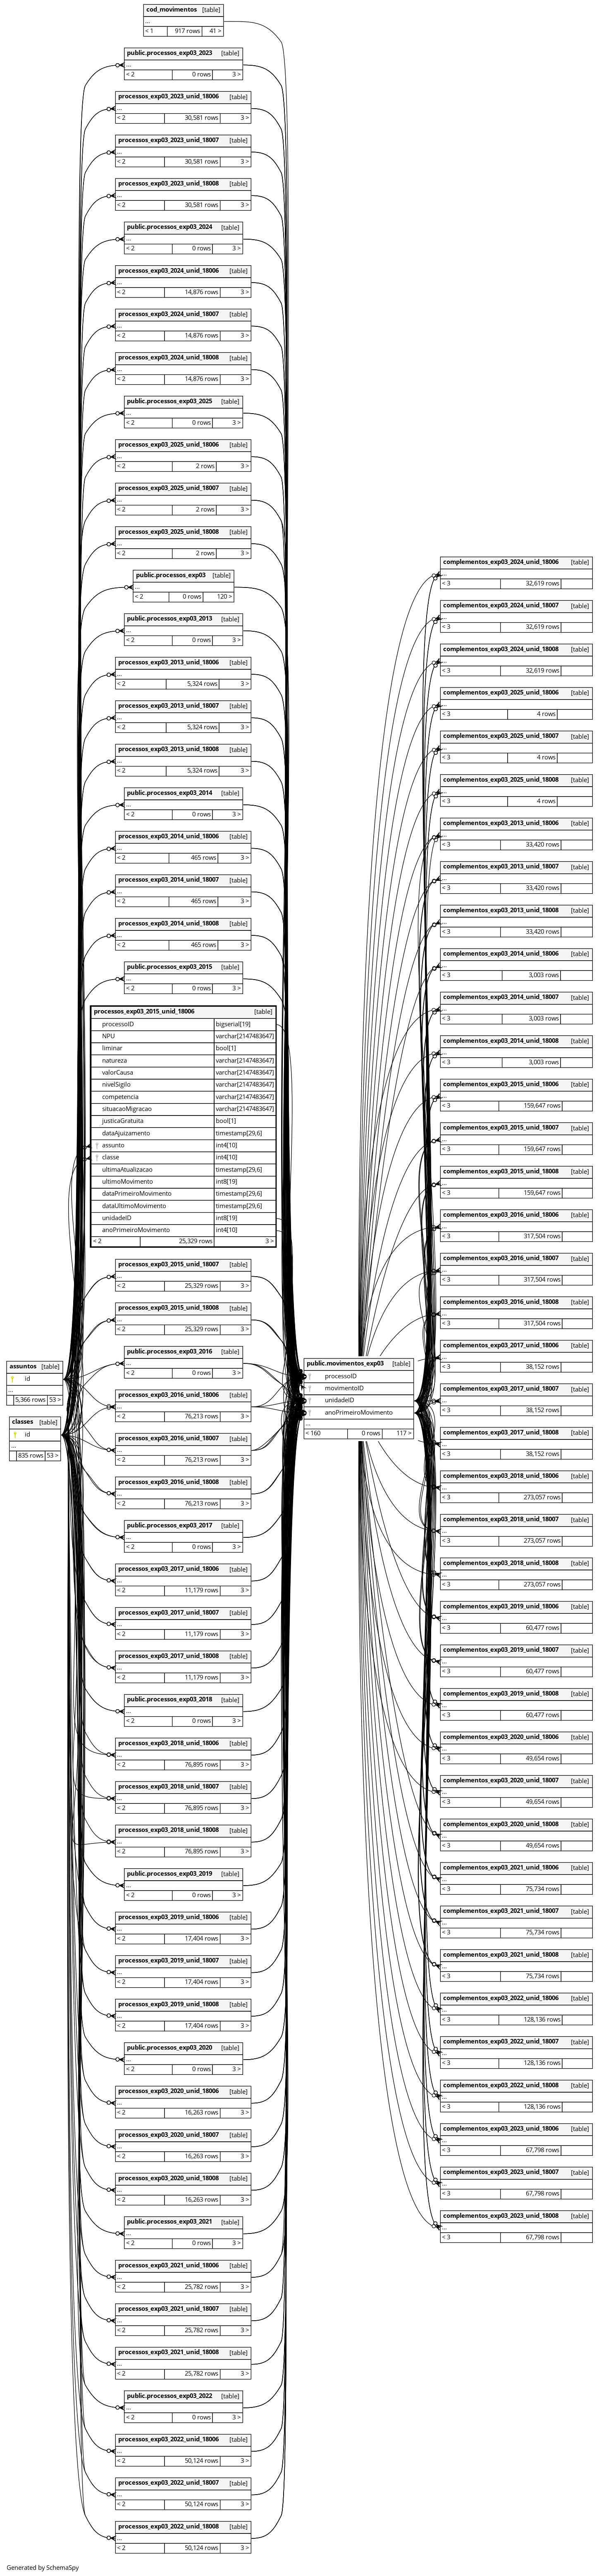 cod_movimentos [table]
...
< 1 917 rows 41 >
public.processos_exp03_2023 [table]
...
< 2 0 rows 3 >
processos_exp03_2023_unid_18006 [table]
...
< 2 30,581 rows 3 >
processos_exp03_2023_unid_18007 [table]
...
< 2 30,581 rows 3 >
processos_exp03_2023_unid_18008 [table]
...
< 2 30,581 rows 3 >
public.processos_exp03_2024 [table]
...
< 2 0 rows 3 >
processos_exp03_2024_unid_18006 [table]
...
< 2 14,876 rows 3 >
processos_exp03_2024_unid_18007 [table]
...
< 2 14,876 rows 3 >
processos_exp03_2024_unid_18008 [table]
...
< 2 14,876 rows 3 >
public.processos_exp03_2025 [table]
...
< 2 0 rows 3 >
processos_exp03_2025_unid_18006 [table]
...
< 2 2 rows 3 >
processos_exp03_2025_unid_18007 [table]
...
< 2 2 rows 3 >
processos_exp03_2025_unid_18008 [table]
...
< 2 2 rows 3 >
public.processos_exp03 [table]
...
< 2 0 rows 120 >
public.processos_exp03_2013 [table]
...
< 2 0 rows 3 >
processos_exp03_2013_unid_18006 [table]
...
< 2 5,324 rows 3 >
processos_exp03_2013_unid_18007 [table]
...
< 2 5,324 rows 3 >
processos_exp03_2013_unid_18008 [table]
...
< 2 5,324 rows 3 >
public.processos_exp03_2014 [table]
...
< 2 0 rows 3 >
processos_exp03_2014_unid_18006 [table]
...
< 2 465 rows 3 >
processos_exp03_2014_unid_18007 [table]
...
< 2 465 rows 3 >
processos_exp03_2014_unid_18008 [table]
...
< 2 465 rows 3 >
public.processos_exp03_2015 [table]
...
< 2 0 rows 3 >
processos_exp03_2015_unid_18006 [table]
processoID bigserial[19]
NPU varchar[2147483647]
liminar bool[1]
natureza varchar[2147483647]
valorCausa varchar[2147483647]
nivelSigilo varchar[2147483647]
competencia varchar[2147483647]
situacaoMigracao varchar[2147483647]
justicaGratuita bool[1]
dataAjuizamento timestamp[29,6]
assunto int4[10]
classe int4[10]
ultimaAtualizacao timestamp[29,6]
ultimoMovimento int8[19]
dataPrimeiroMovimento timestamp[29,6]
dataUltimoMovimento timestamp[29,6]
unidadeID int8[19]
anoPrimeiroMovimento int4[10]
< 2 25,329 rows 3 >
processos_exp03_2015_unid_18007 [table]
...
< 2 25,329 rows 3 >
processos_exp03_2015_unid_18008 [table]
...
< 2 25,329 rows 3 >
public.processos_exp03_2016 [table]
...
< 2 0 rows 3 >
processos_exp03_2016_unid_18006 [table]
...
< 2 76,213 rows 3 >
processos_exp03_2016_unid_18007 [table]
...
< 2 76,213 rows 3 >
processos_exp03_2016_unid_18008 [table]
...
< 2 76,213 rows 3 >
public.processos_exp03_2017 [table]
...
< 2 0 rows 3 >
processos_exp03_2017_unid_18006 [table]
...
< 2 11,179 rows 3 >
processos_exp03_2017_unid_18007 [table]
...
< 2 11,179 rows 3 >
processos_exp03_2017_unid_18008 [table]
...
< 2 11,179 rows 3 >
public.processos_exp03_2018 [table]
...
< 2 0 rows 3 >
processos_exp03_2018_unid_18006 [table]
...
< 2 76,895 rows 3 >
processos_exp03_2018_unid_18007 [table]
...
< 2 76,895 rows 3 >
processos_exp03_2018_unid_18008 [table]
...
< 2 76,895 rows 3 >
public.processos_exp03_2019 [table]
...
< 2 0 rows 3 >
processos_exp03_2019_unid_18006 [table]
...
< 2 17,404 rows 3 >
processos_exp03_2019_unid_18007 [table]
...
< 2 17,404 rows 3 >
processos_exp03_2019_unid_18008 [table]
...
< 2 17,404 rows 3 >
public.processos_exp03_2020 [table]
...
< 2 0 rows 3 >
processos_exp03_2020_unid_18006 [table]
...
< 2 16,263 rows 3 >
processos_exp03_2020_unid_18007 [table]
...
< 2 16,263 rows 3 >
processos_exp03_2020_unid_18008 [table]
...
< 2 16,263 rows 3 >
public.processos_exp03_2021 [table]
...
< 2 0 rows 3 >
processos_exp03_2021_unid_18006 [table]
...
< 2 25,782 rows 3 >
processos_exp03_2021_unid_18007 [table]
...
< 2 25,782 rows 3 >
processos_exp03_2021_unid_18008 [table]
...
< 2 25,782 rows 3 >
public.processos_exp03_2022 [table]
...
< 2 0 rows 3 >
processos_exp03_2022_unid_18006 [table]
...
< 2 50,124 rows 3 >
processos_exp03_2022_unid_18007 [table]
...
< 2 50,124 rows 3 >
processos_exp03_2022_unid_18008 [table]
...
< 2 50,124 rows 3 >
assuntos [table]
id
...
5,366 rows 53 >
classes [table]
id
...
835 rows 53 >
public.movimentos_exp03 [table]
processoID
movimentoID
unidadeID
anoPrimeiroMovimento
...
< 160 0 rows 117 >
complementos_exp03_2024_unid_18006 [table]
...
< 3 32,619 rows
complementos_exp03_2024_unid_18007 [table]
...
< 3 32,619 rows
complementos_exp03_2024_unid_18008 [table]
...
< 3 32,619 rows
complementos_exp03_2025_unid_18006 [table]
...
< 3 4 rows
complementos_exp03_2025_unid_18007 [table]
...
< 3 4 rows
complementos_exp03_2025_unid_18008 [table]
...
< 3 4 rows
complementos_exp03_2013_unid_18006 [table]
...
< 3 33,420 rows
complementos_exp03_2013_unid_18007 [table]
...
< 3 33,420 rows
complementos_exp03_2013_unid_18008 [table]
...
< 3 33,420 rows
complementos_exp03_2014_unid_18006 [table]
...
< 3 3,003 rows
complementos_exp03_2014_unid_18007 [table]
...
< 3 3,003 rows
complementos_exp03_2014_unid_18008 [table]
...
< 3 3,003 rows
complementos_exp03_2015_unid_18006 [table]
...
< 3 159,647 rows
complementos_exp03_2015_unid_18007 [table]
...
< 3 159,647 rows
complementos_exp03_2015_unid_18008 [table]
...
< 3 159,647 rows
complementos_exp03_2016_unid_18006 [table]
...
< 3 317,504 rows
complementos_exp03_2016_unid_18007 [table]
...
< 3 317,504 rows
complementos_exp03_2016_unid_18008 [table]
...
< 3 317,504 rows
complementos_exp03_2017_unid_18006 [table]
...
< 3 38,152 rows
complementos_exp03_2017_unid_18007 [table]
...
< 3 38,152 rows
complementos_exp03_2017_unid_18008 [table]
...
< 3 38,152 rows
complementos_exp03_2018_unid_18006 [table]
...
< 3 273,057 rows
complementos_exp03_2018_unid_18007 [table]
...
< 3 273,057 rows
complementos_exp03_2018_unid_18008 [table]
...
< 3 273,057 rows
complementos_exp03_2019_unid_18006 [table]
...
< 3 60,477 rows
complementos_exp03_2019_unid_18007 [table]
...
< 3 60,477 rows
complementos_exp03_2019_unid_18008 [table]
...
< 3 60,477 rows
complementos_exp03_2020_unid_18006 [table]
...
< 3 49,654 rows
complementos_exp03_2020_unid_18007 [table]
...
< 3 49,654 rows
complementos_exp03_2020_unid_18008 [table]
...
< 3 49,654 rows
complementos_exp03_2021_unid_18006 [table]
...
< 3 75,734 rows
complementos_exp03_2021_unid_18007 [table]
...
< 3 75,734 rows
complementos_exp03_2021_unid_18008 [table]
...
< 3 75,734 rows
complementos_exp03_2022_unid_18006 [table]
...
< 3 128,136 rows
complementos_exp03_2022_unid_18007 [table]
...
< 3 128,136 rows
complementos_exp03_2022_unid_18008 [table]
...
< 3 128,136 rows
complementos_exp03_2023_unid_18006 [table]
...
< 3 67,798 rows
complementos_exp03_2023_unid_18007 [table]
...
< 3 67,798 rows
complementos_exp03_2023_unid_18008 [table]
...
< 3 67,798 rows
Generated by SchemaSpy